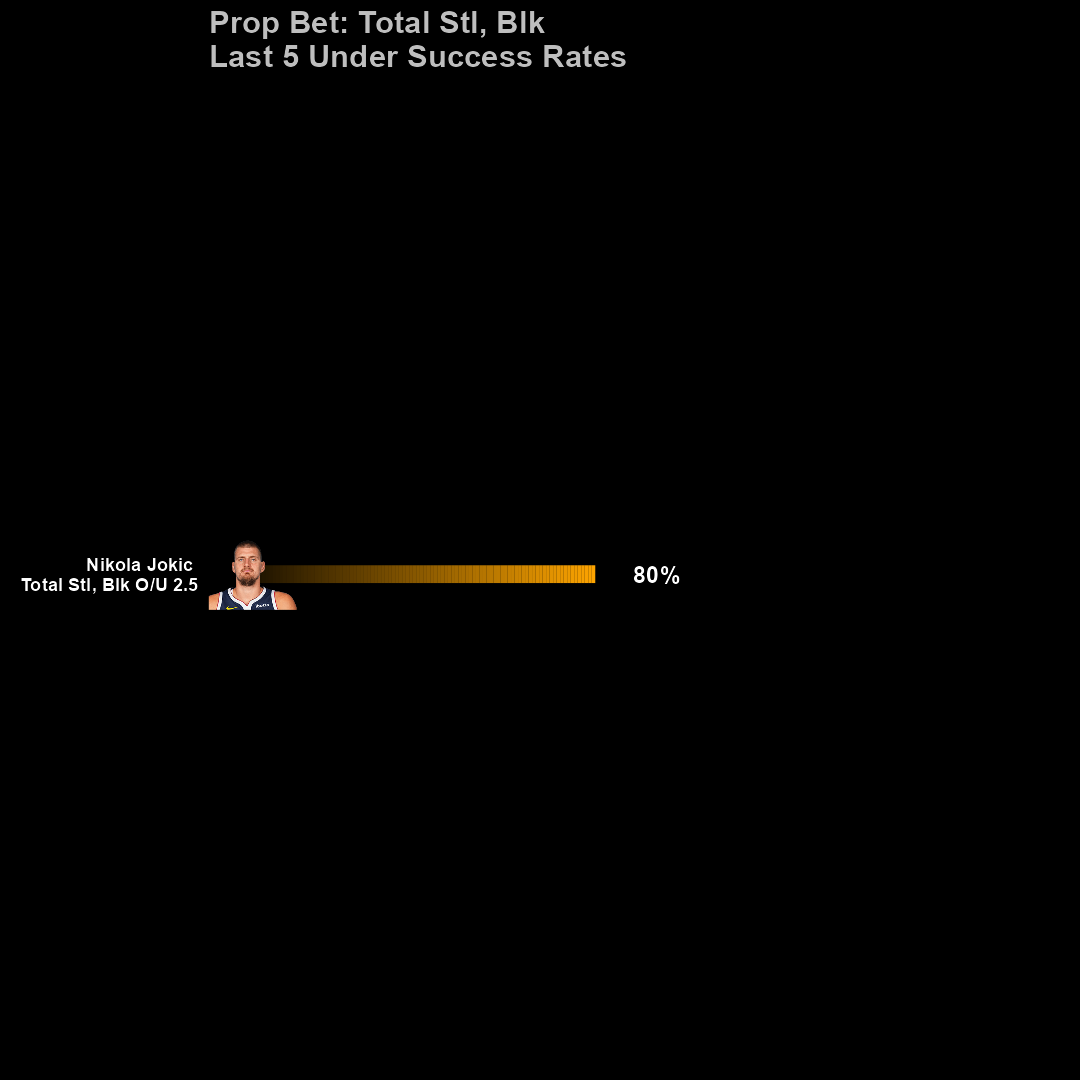 Prop Bet: Total Stl, Blk
Last 5 Under Success Rates
Nikola Jokic
Total Stl, Blk O/U 2.5
80%